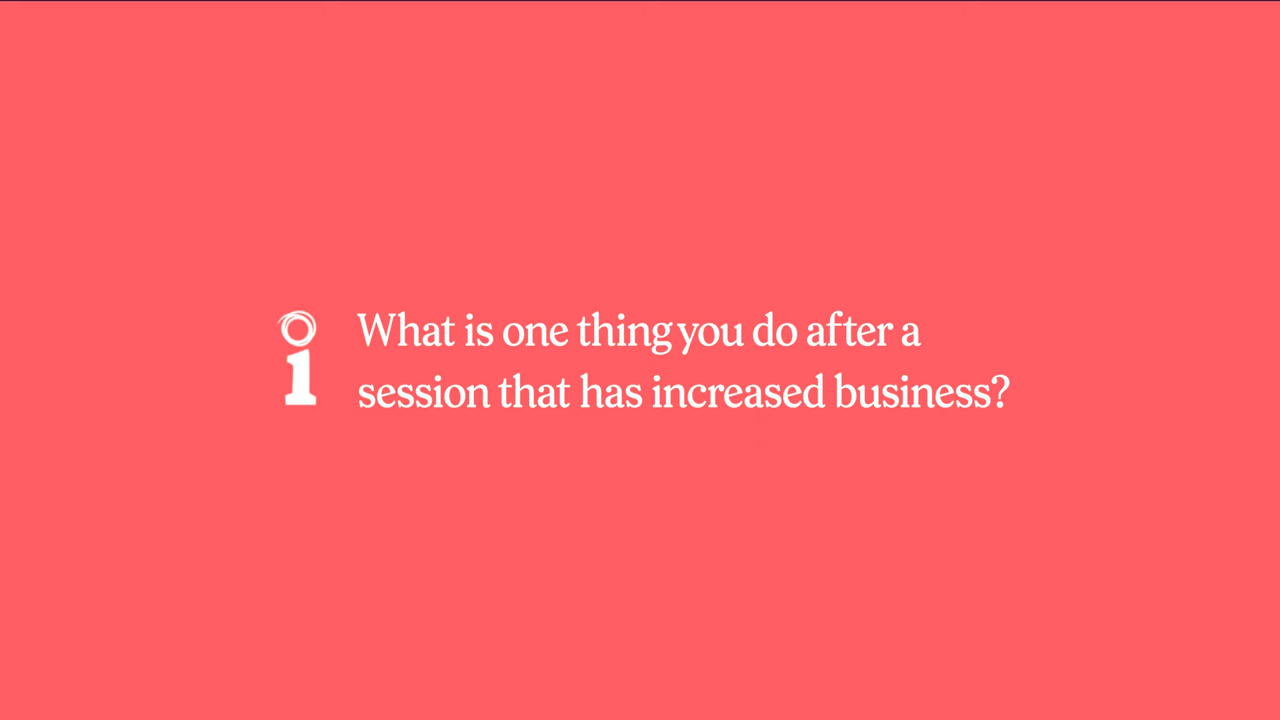 What is one thing you do after a
session that has increased business?